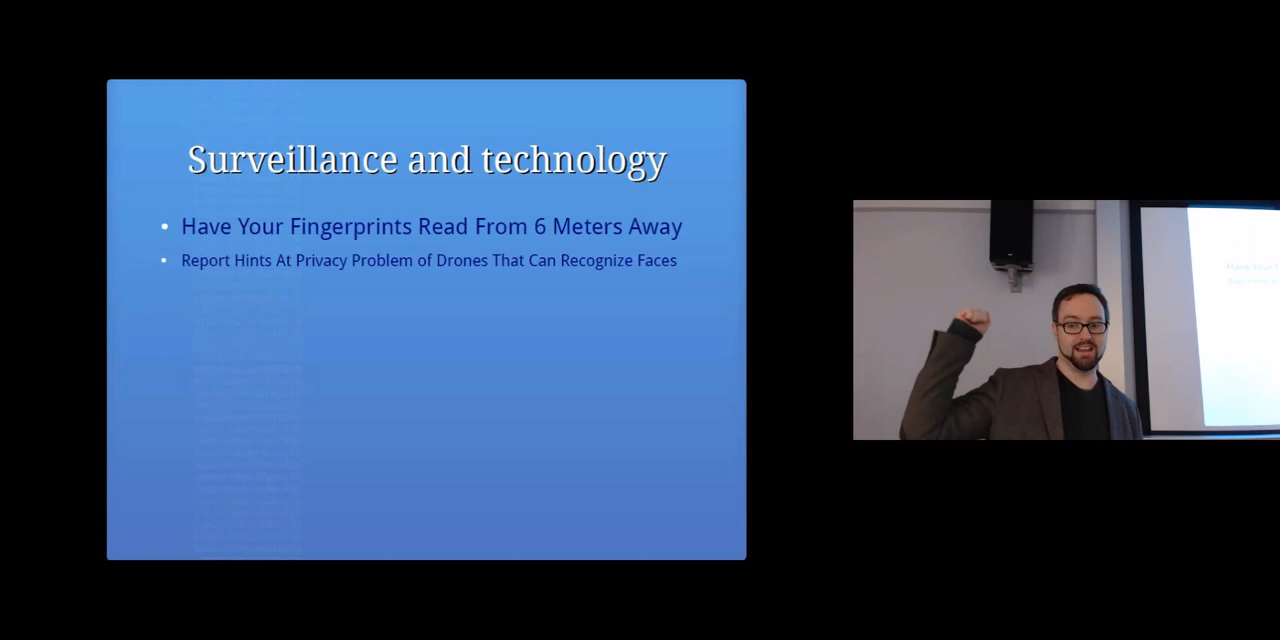 Surveillance and technology
Have Your Fingerprints Read From 6 Meters Away
Report Hints At Privacy Problem of Drones That Can Recognize Faces